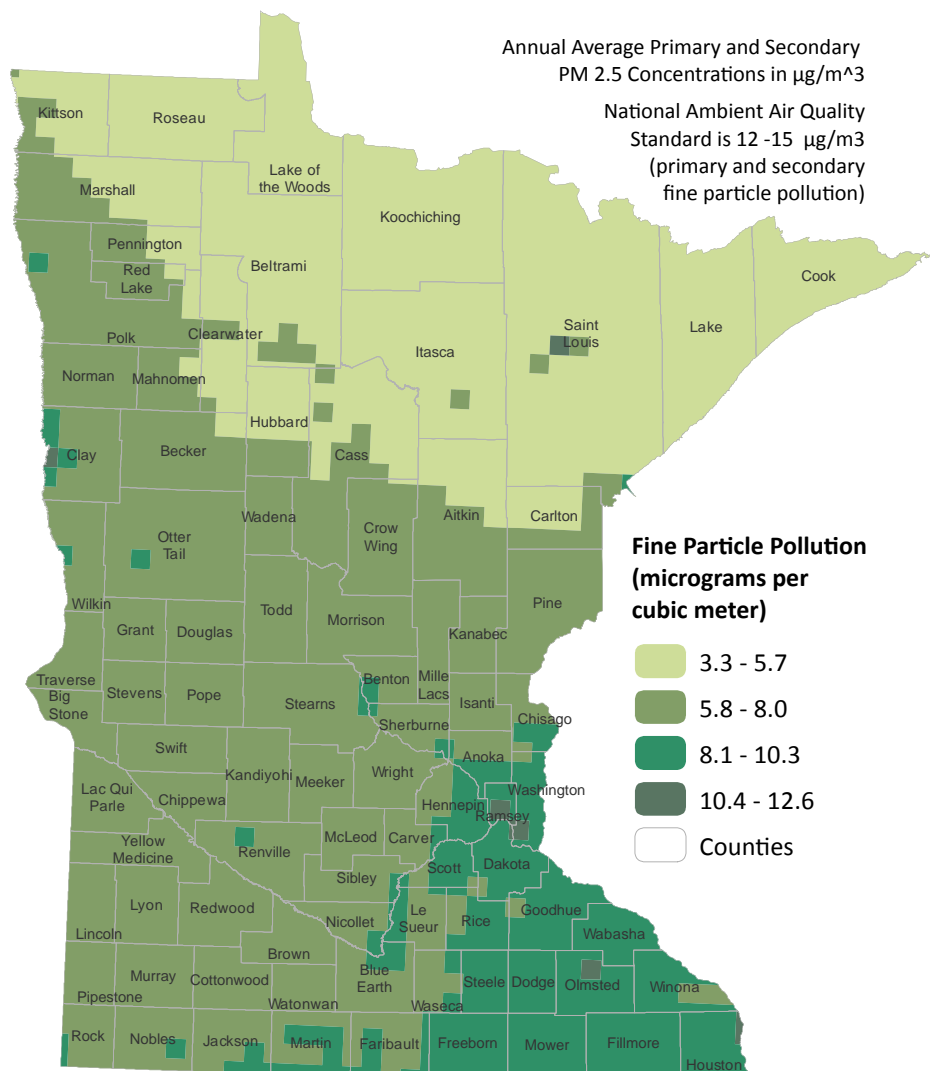 Annual Average Primary and Secondary
PM 2.5 Concentrations in µg/m^3
National Ambient Air Quality
Standard is 12 -15 µg/m3
(primary and secondary
fine particle pollution)
Kittson
Roseau
Lake of
the Woods
Marshall
Koochiching
Pennington
Red
Lake
Beltrami
Cook
Polk
Clearwater
Itasca
Saint
Louis
Lake
Norman
Mahnomen
Hubbard
Clay
Becker
Cass
Wadena
Aitkin
Carlton
Otter
Tail
Crow
Wing
Wilkin
Grant
Douglas
Todd
Morrison
Kanabec
Pine
Traverse
Big
Stone
Stevens
Pope
Stearns
Benton
Mille
Lacs
Isanti
Sherburne
Chisago
Swift
Kandiyohi
Meeker
Wright
Anoka
Lac Qui
Parle
Chippewa
Hennepin
Washington
Ramsey
Yellow
Medicine
Renville
McLeod
Carver
Scott
Dakota
Sibley
Lyon
Redwood
Nicollet
Le
Sueur
Rice
Goodhue
Lincoln
Wabasha
Brown
Murray
Cottonwood
Blue
Earth
Steele
Dodge
Olmsted
Winona
Pipestone
Watonwan
Waseca
Rock
Nobles
Jackson
Martin
Faribault
Freeborn
Mower
Fillmore
Houston
Fine Particle Pollution
(micrograms per
cubic meter)
3.3 - 5.7
5.8 - 8.0
8.1 - 10.3
10.4 - 12.6
Counties